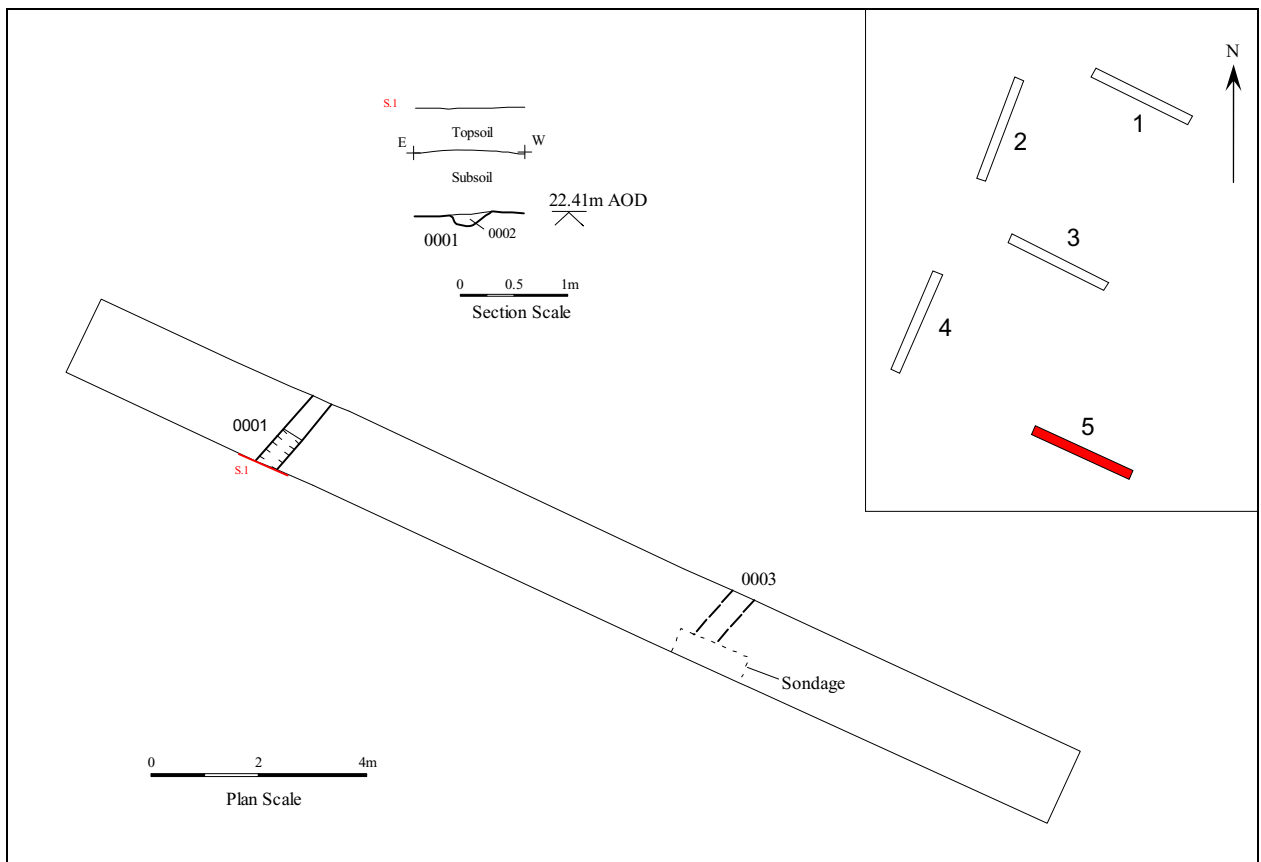 S.1
Topsoil
E
W
Subsoil
22.41m AOD
0001
0002
0 0.5 1m
Section Scale
N
1
2
3
4
5
0001
S.1
0003
Sondage
0 2 4m
Plan Scale